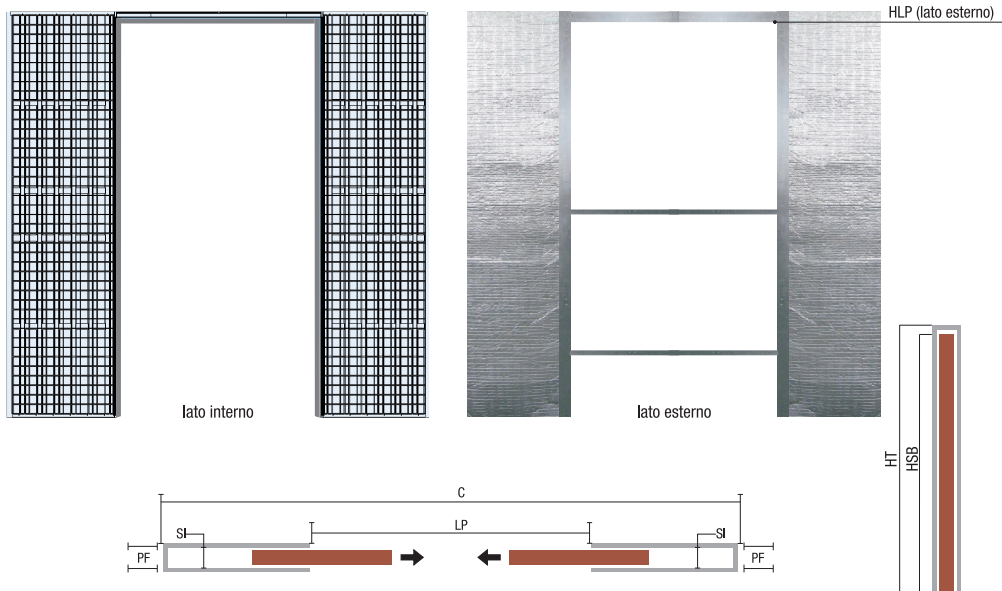 HLP (lato esterno)
lato interno
lato esterno
HT
HSB
C
LP
SI
SI
PF
PF